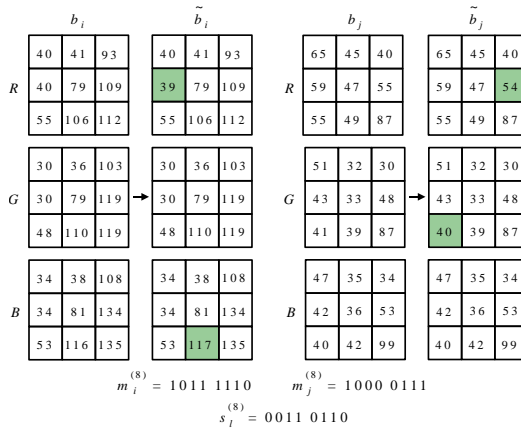 b_i b̃_i b_j b̃_j
40 41 93 40 41 93 65 45 40 65 45 40
R 40 79 109 39 79 109 R 59 47 55 59 47 54
55 106 112 55 106 112 55 49 87 55 49 87
30 36 103 30 36 103 51 32 30 51 32 30
G 30 79 119 → 30 79 119 G 43 33 48 → 43 33 48
48 110 119 48 110 119 41 39 87 40 39 87
34 38 108 34 38 108 47 35 34 47 35 34
B 34 81 134 34 81 134 B 42 36 53 42 36 53
53 116 135 53 117 135 40 42 99 40 42 99
m_i^(8) = 1011 1110 m_j^(8) = 1000 0111
s_l^(8) = 0011 0110